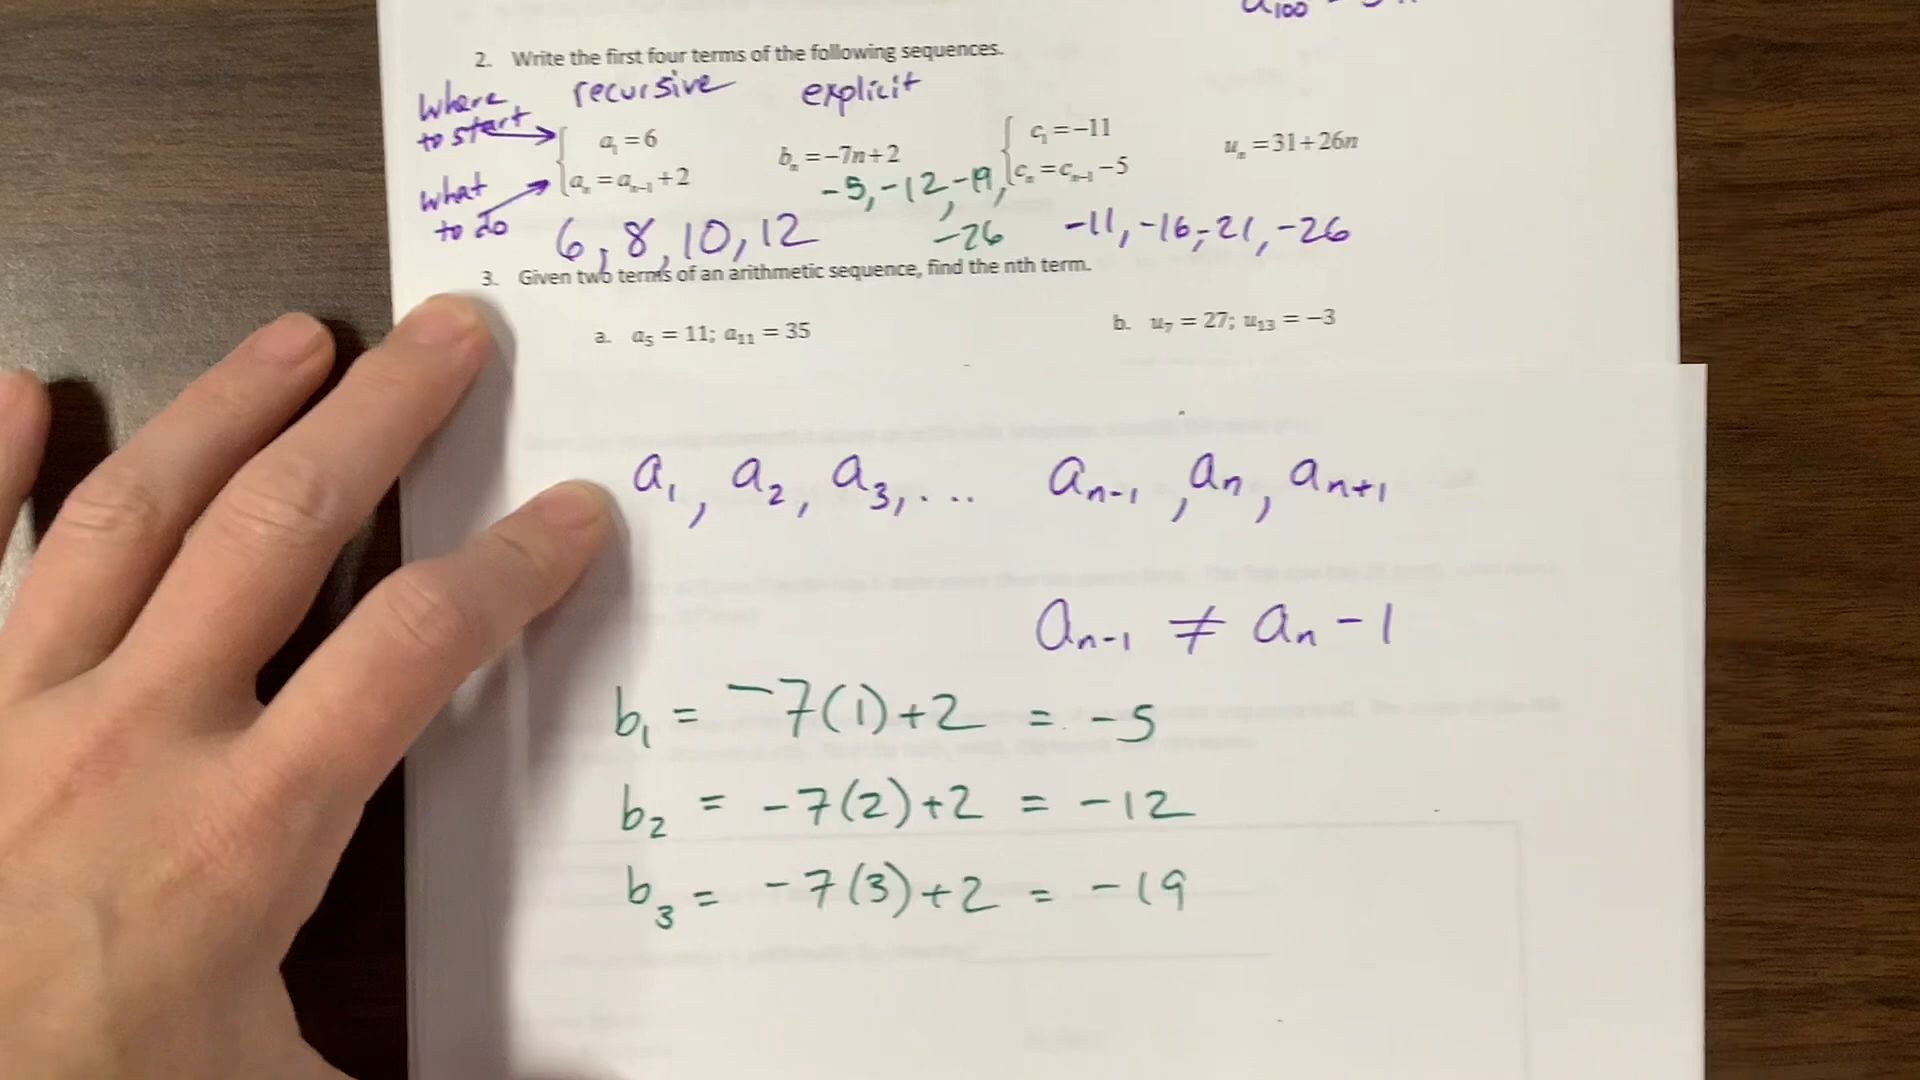 a₁₀₀
2. Write the first four terms of the following sequences.
where to start recursive explicit
a₁ = 6
aₙ = aₙ₋₁ + 2
bₙ = −7n + 2
c₁ = −11
cₙ = cₙ₋₁ − 5
uₙ = 31 + 26n
what to do
6, 8, 10, 12
-5, -12, -19,
-26
-11, -16, -21, -26
3. Given two terms of an arithmetic sequence, find the nth term.
a. a₅ = 11; a₁₁ = 35
b. u₇ = 27; u₁₃ = −3
a₁, a₂, a₃, ... aₙ₋₁, aₙ, aₙ₊₁
aₙ₋₁ ≠ aₙ - 1
b₁ = -7(1)+2 = -5
b₂ = -7(2)+2 = -12
b₃ = -7(3)+2 = -19